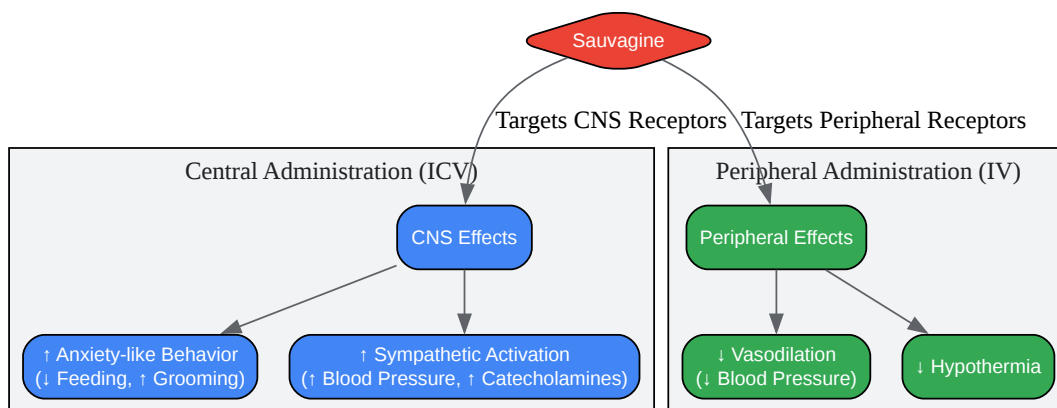 Sauvagine
Targets CNS Receptors
Targets Peripheral Receptors
Central Administration (ICV)
Peripheral Administration (IV)
CNS Effects
Peripheral Effects
↑ Anxiety-like Behavior
(↓ Feeding, ↑ Grooming)
↑ Sympathetic Activation
(↑ Blood Pressure, ↑ Catecholamines)
↓ Vasodilation
(↓ Blood Pressure)
↓ Hypothermia